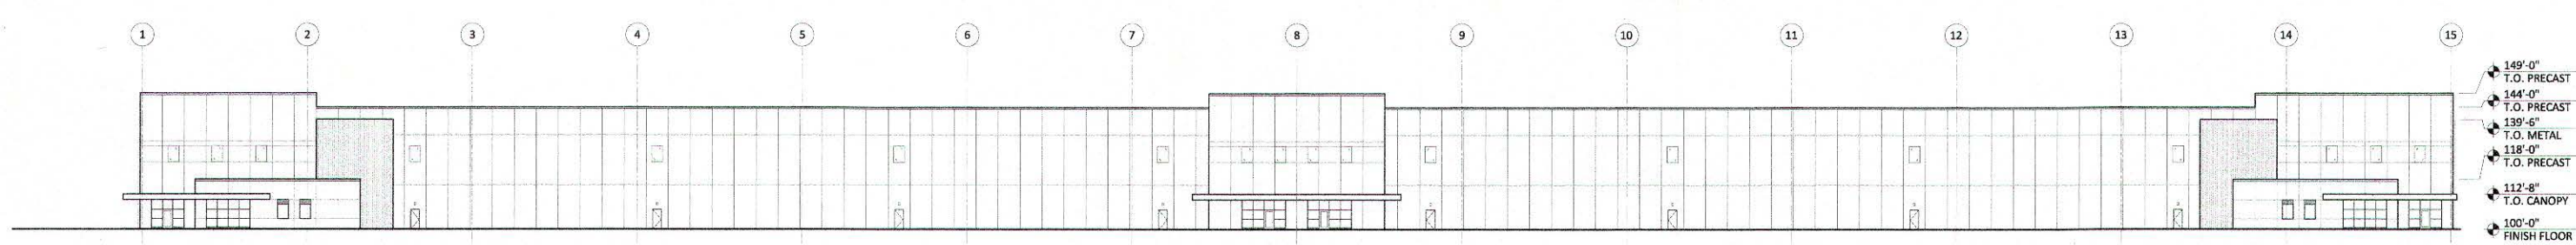 1 2 3 4 5 6 7 8 9 10 11 12 13 14 15
149'-0"
T.O. PRECAST
144'-0"
T.O. PRECAST
139'-6"
T.O. METAL
118'-0"
T.O. PRECAST
112'-8"
T.O. CANOPY
100'-0"
FINISH FLOOR